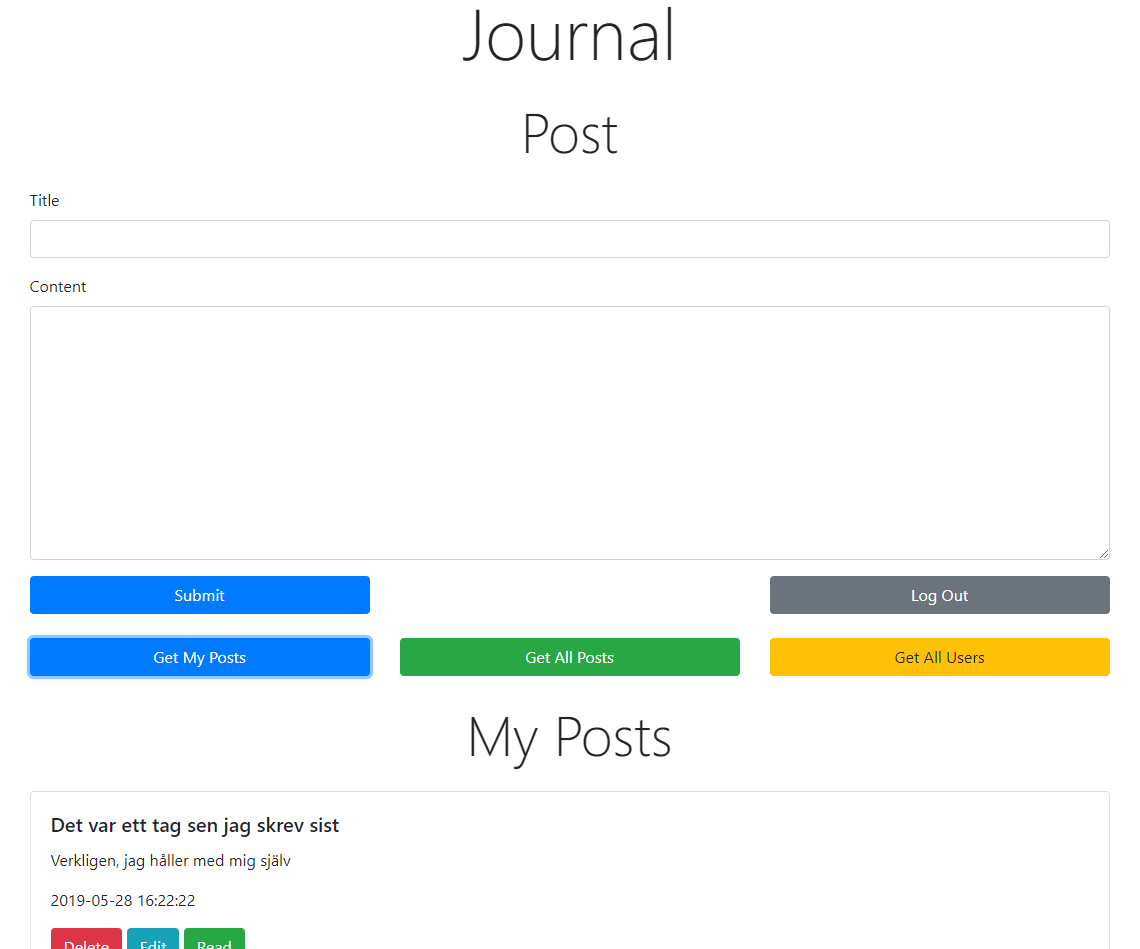 Journal
Post
Title
Content
Submit
Log Out
Get My Posts
Get All Posts
Get All Users
My Posts
Det var ett tag sen jag skrev sist
Verkligen, jag håller med mig själv
2019-05-28 16:22:22
Delete Edit Read